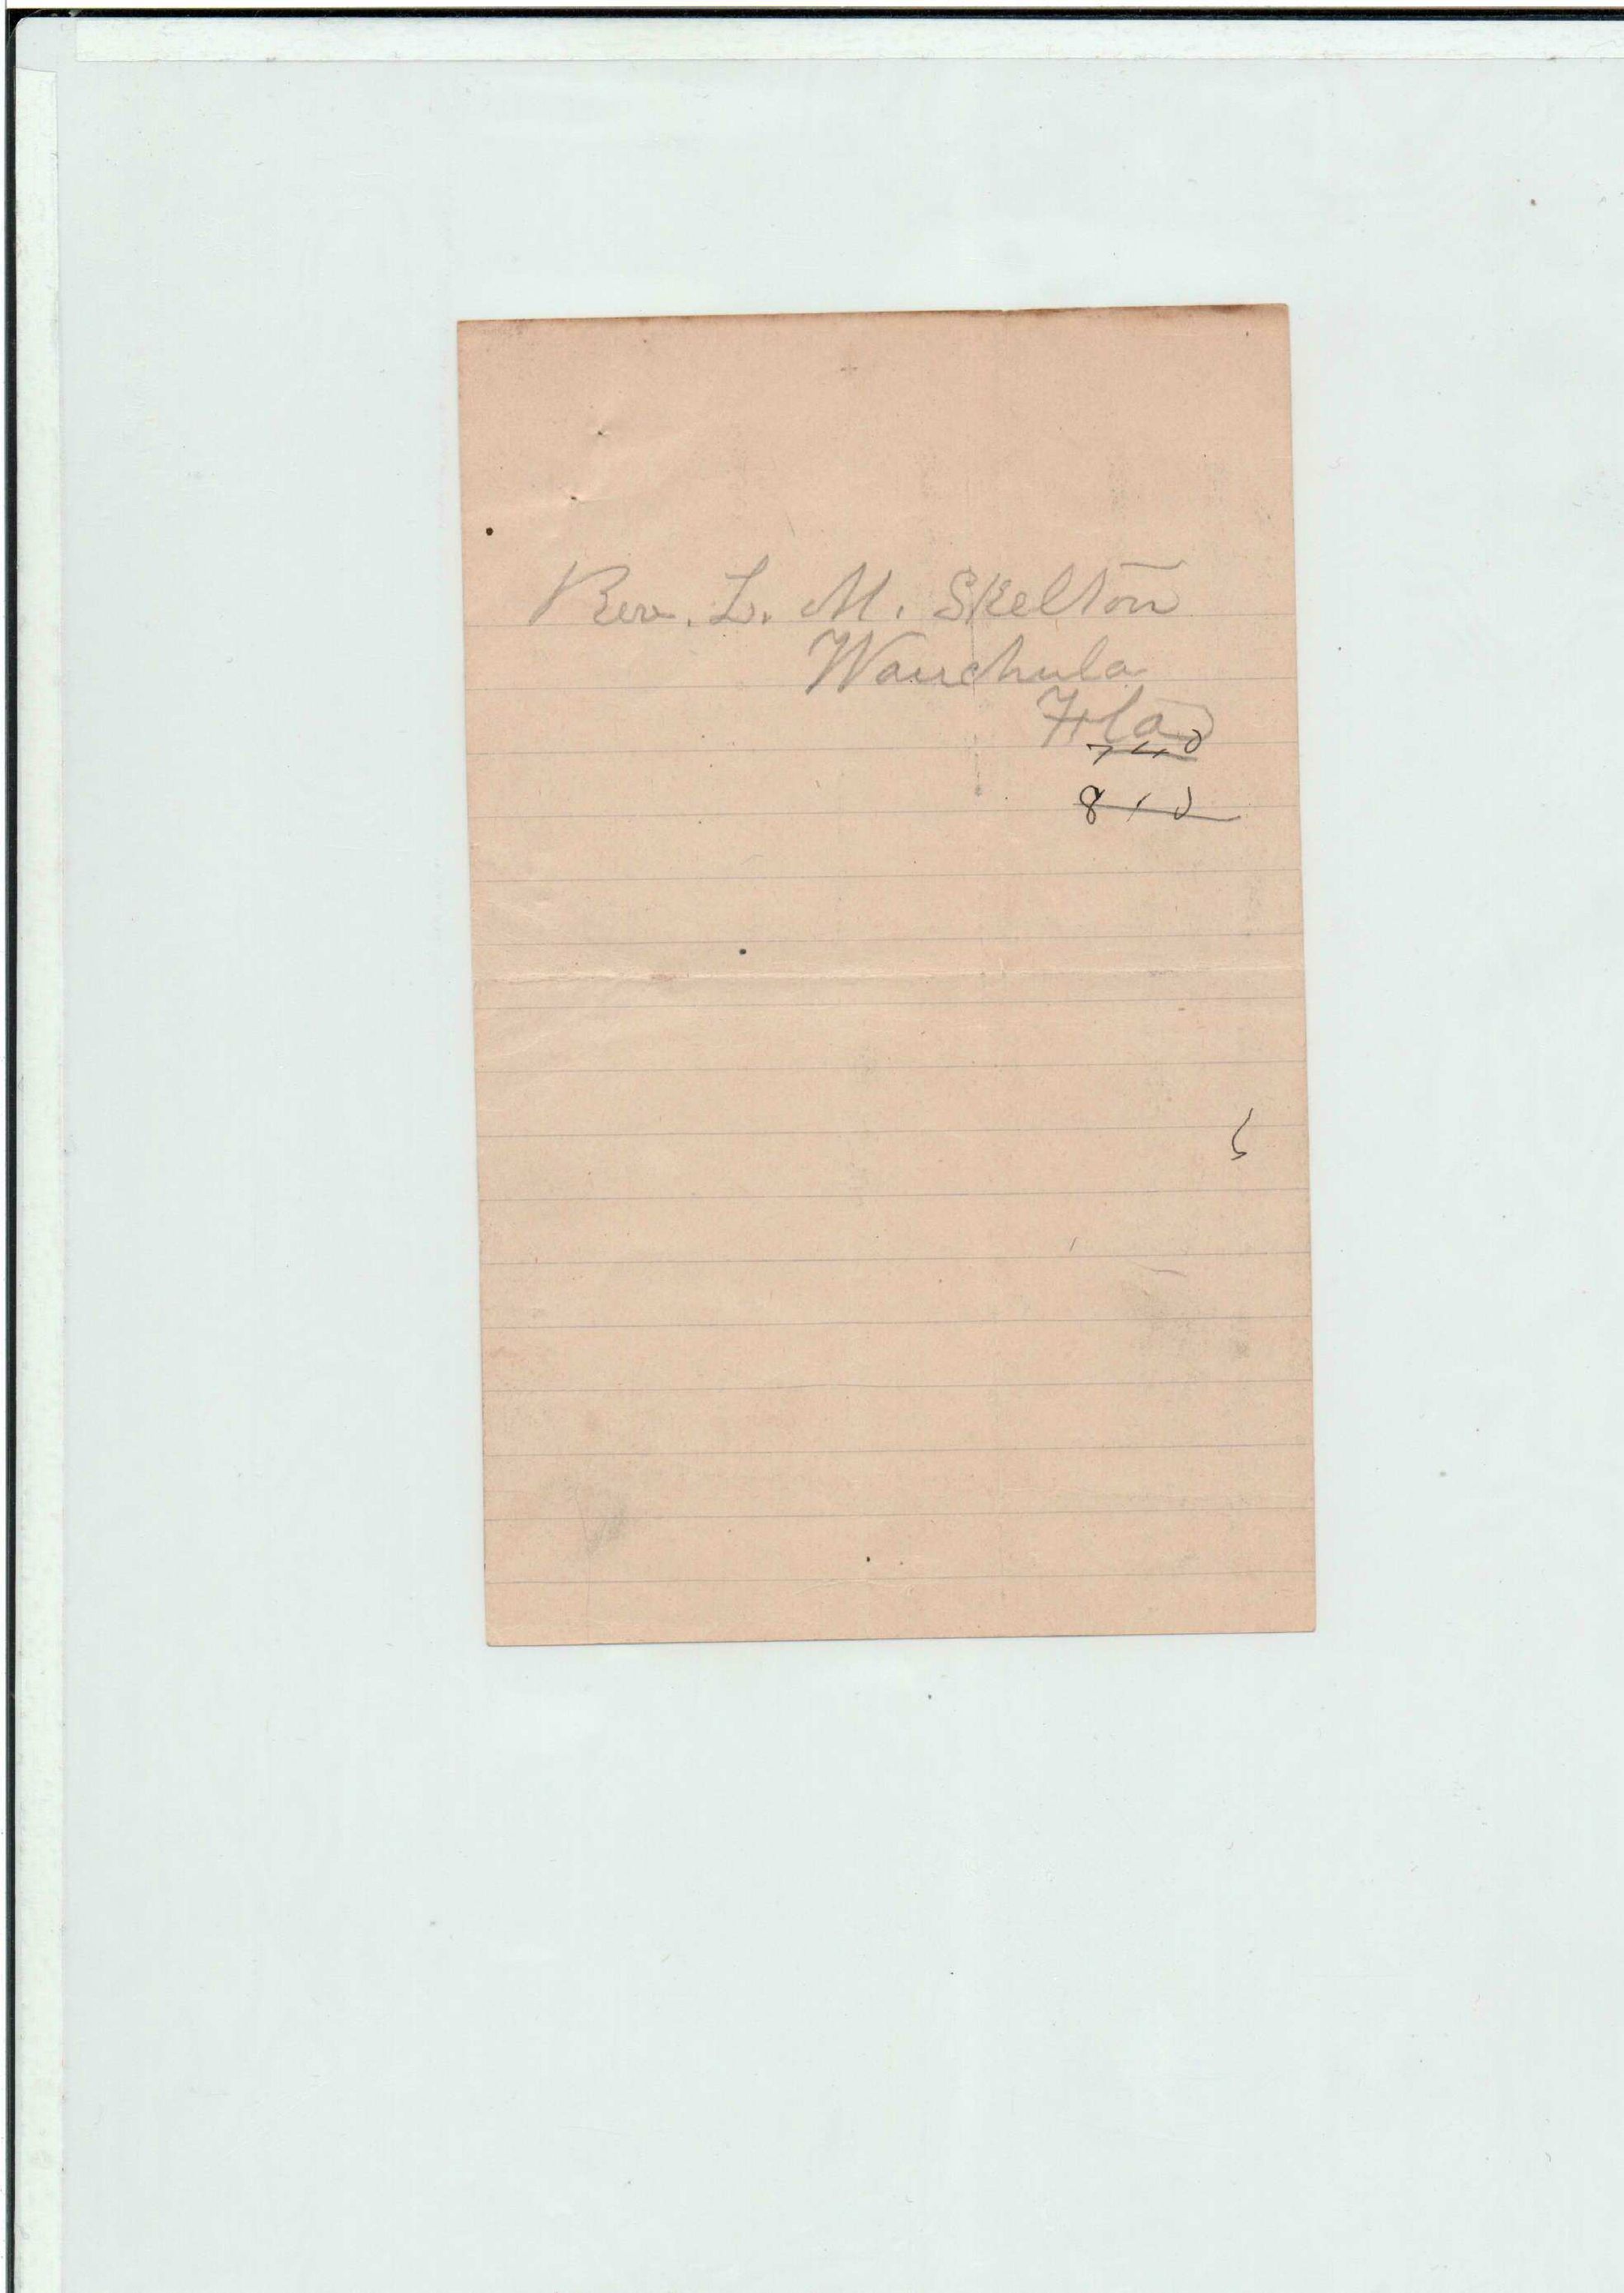 Rev. L. M. Skelton
Wauchula
Fla